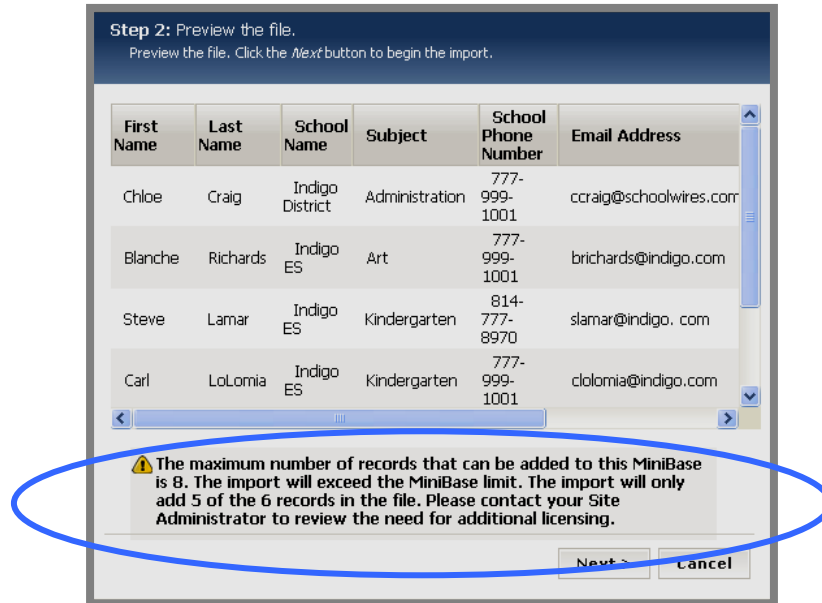 Step 2: Preview the file.
Preview the file. Click the Next button to begin the import.
First Name Last Name School Name Subject School Phone Number Email Address
Chloe Craig Indigo District Administration 777-999-1001 ccraig@schoolwires.com
Blanche Richards Indigo ES Art 777-999-1001 brichards@indigo.com
Steve Lamar Indigo ES Kindergarten 814-777-8970 slamar@indigo. com
Carl LoLomia Indigo ES Kindergarten 777-999-1001 clolomia@indigo.com
The maximum number of records that can be added to this MiniBase
is 8. The import will exceed the MiniBase limit. The import will only
add 5 of the 6 records in the file. Please contact your Site
Administrator to review the need for additional licensing.
Next > Cancel